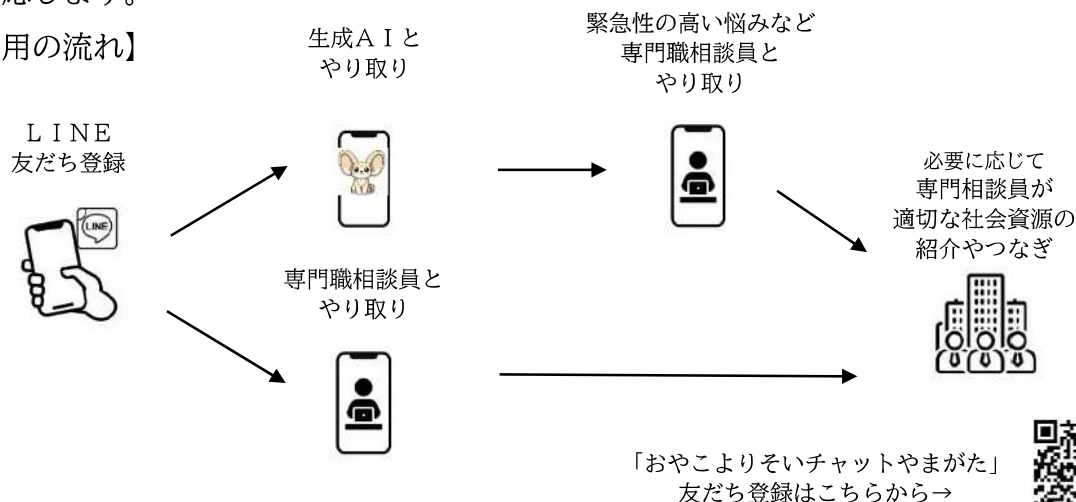 応します。
用の流れ】
ＬＩＮＥ
友だち登録
LINE
生成ＡＩと
やり取り
緊急性の高い悩みなど
専門職相談員と
やり取り
専門職相談員と
やり取り
必要に応じて
専門相談員が
適切な社会資源の
紹介やつなぎ
「おやこよりそいチャットやまがた」
友だち登録はこちらから→